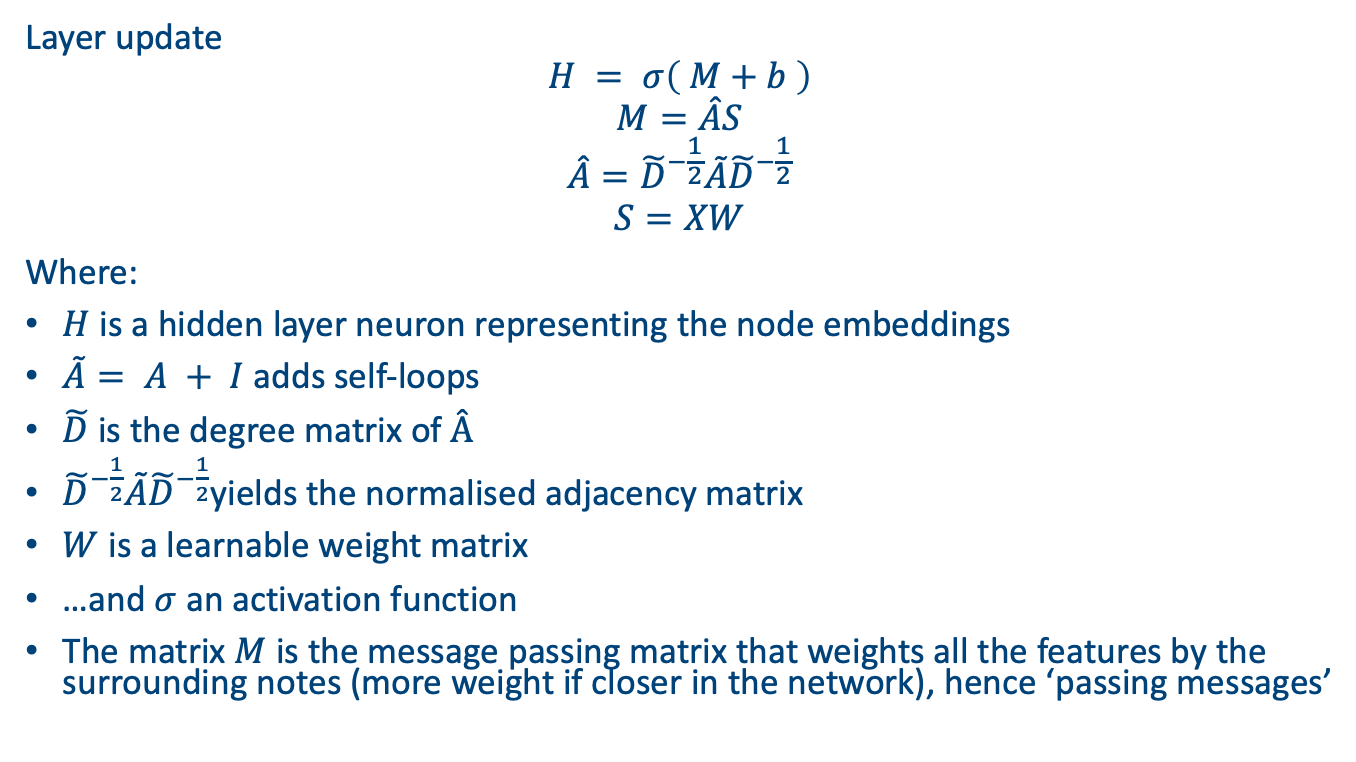 Layer update
H = σ( M + b )
M = ÂS
Â = D̃^{-1/2}ÃD̃^{-1/2}
S = XW
Where:
• H is a hidden layer neuron representing the node embeddings
• Ã = A + I adds self-loops
• D̃ is the degree matrix of Â
• D̃^{-1/2}ÃD̃^{-1/2}yields the normalised adjacency matrix
• W is a learnable weight matrix
• …and σ an activation function
• The matrix M is the message passing matrix that weights all the features by the
surrounding notes (more weight if closer in the network), hence ‘passing messages’